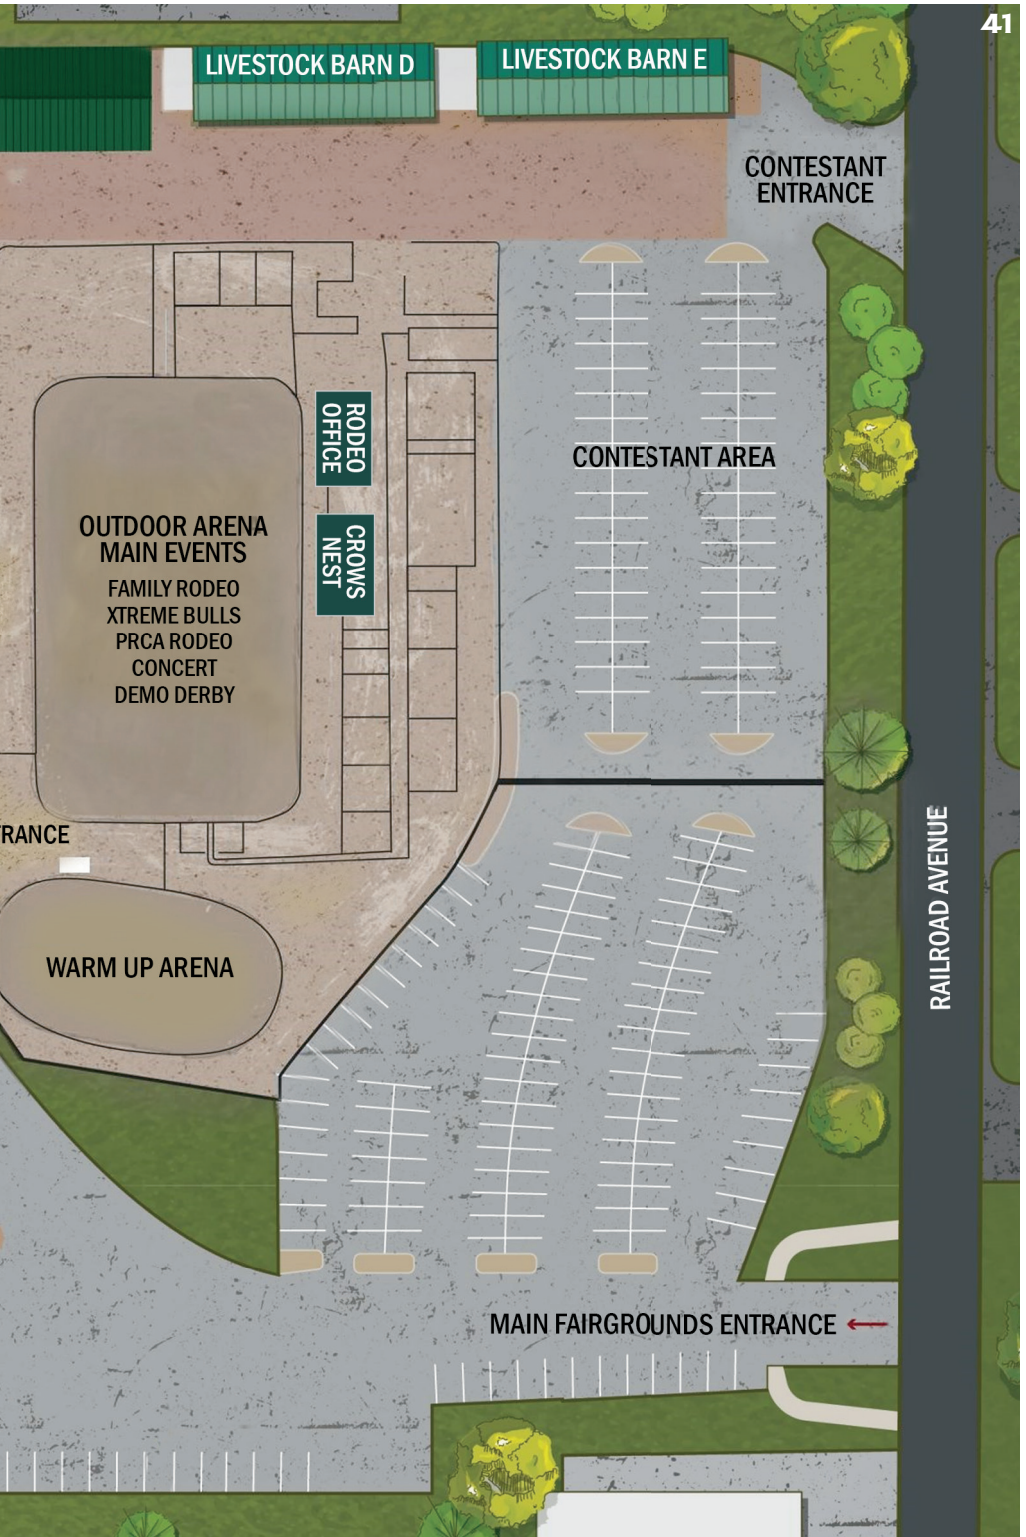 41
LIVESTOCK BARN D
LIVESTOCK BARN E
CONTESTANT
ENTRANCE
RODEO
OFFICE
CONTESTANT AREA
CROWS
NEST
OUTDOOR ARENA
MAIN EVENTS
FAMILY RODEO
XTREME BULLS
PRCA RODEO
CONCERT
DEMO DERBY
RANCE
WARM UP ARENA
RAILROAD AVENUE
MAIN FAIRGROUNDS ENTRANCE